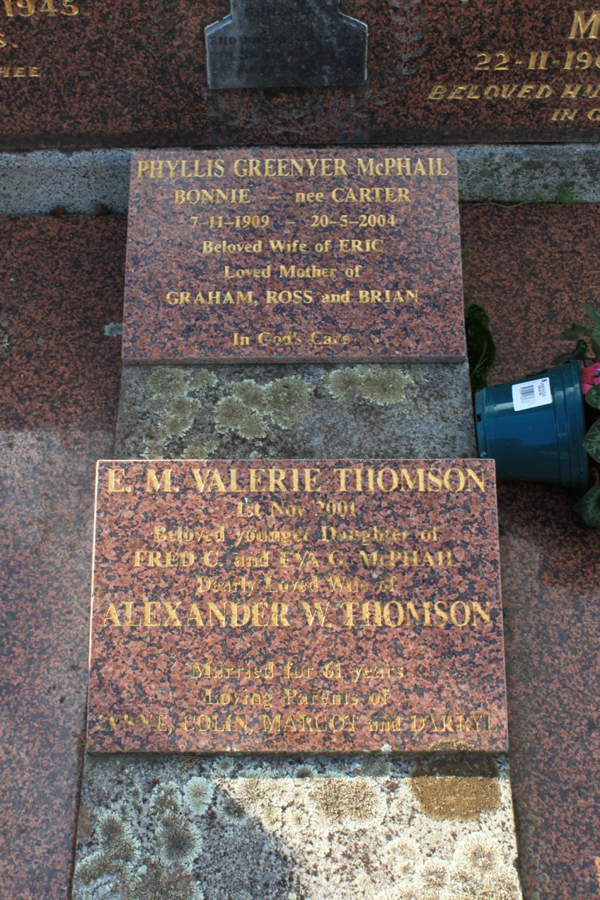 1945
22-11-19
BELOVED HU
IN G
PHYLLIS GREENYER McPHAIL
BONNIE – nee CARTER
7-11-1909 – 20-5-2004
Beloved Wife of ERIC
Loved Mother of
GRAHAM, ROSS and BRIAN
In God's Care
E. M. VALERIE THOMSON
1st Nov 2001
Beloved younger Daughter of
FRED C. and EVA G. McPHAIL
Dearly Loved Wife of
ALEXANDER W. THOMSON
Married for 61 years
Loving Parents of
COLIN, MARGOT and DARRYL